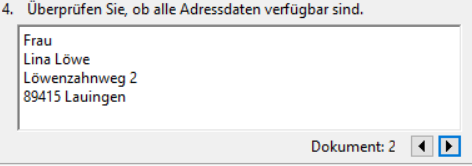 4. Überprüfen Sie, ob alle Adressdaten verfügbar sind.
Frau
Lina Löwe
Löwenzahnweg 2
89415 Lauingen
Dokument: 2